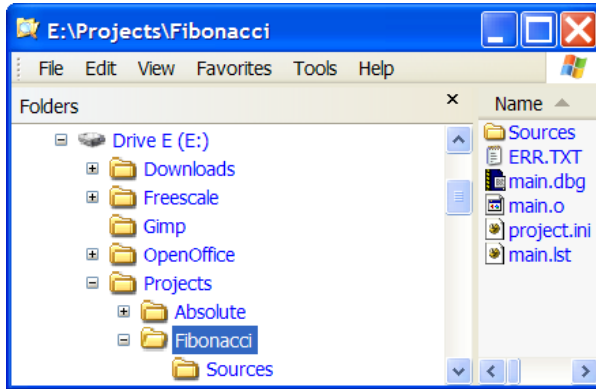 E:\Projects\Fibonacci
File Edit View Favorites Tools Help
Folders
Drive E (E:)
Downloads
Freescale
Gimp
OpenOffice
Projects
Absolute
Fibonacci
Sources
Name
Sources
ERR.TXT
main.dbg
main.o
project.ini
main.lst